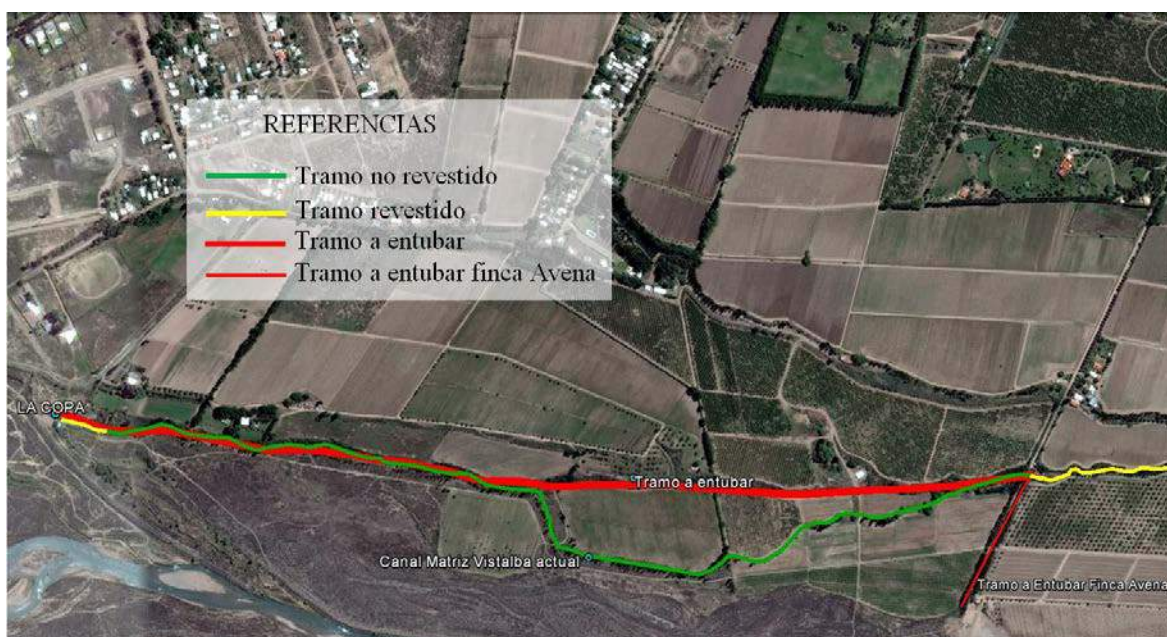 REFERENCIAS
Tramo no revestido
Tramo revestido
Tramo a entubar
Tramo a entubar finca Avena
LA COPA
Tramo a entubar
Canal Matriz Vistalba actual
Tramo a Entubar Finca Avena